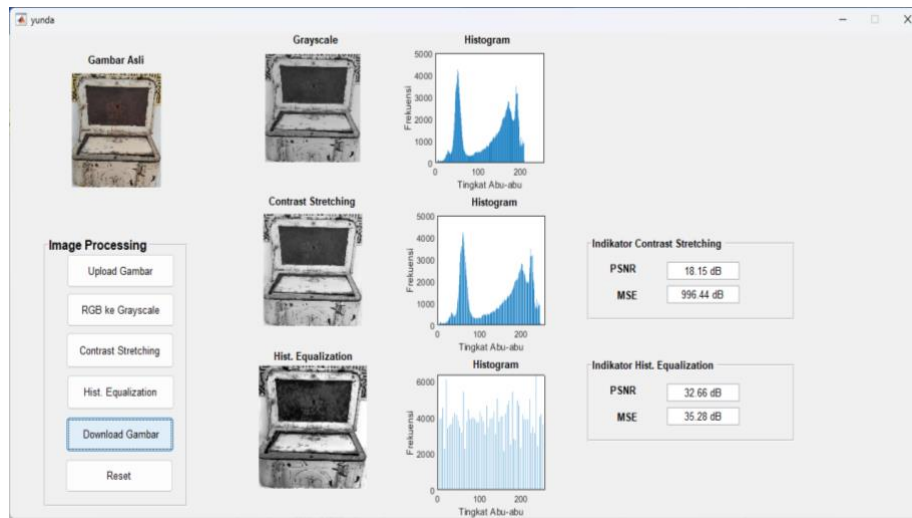 yunda
Gambar Asli
Grayscale
Histogram
5000
4000
3000
2000
1000
0
Frekuensi
0 100 200
Tingkat Abu-abu
Contrast Stretching
Histogram
5000
4000
3000
2000
1000
0
Frekuensi
0 100 200
Tingkat Abu-abu
Hist. Equalization
Histogram
6000
4000
2000
0
Frekuensi
0 100 200
Tingkat Abu-abu
Image Processing
Upload Gambar
RGB ke Grayscale
Contrast Stretching
Hist. Equalization
Download Gambar
Reset
Indikator Contrast Stretching
PSNR 18.15 dB
MSE 996.44 dB
Indikator Hist. Equalization
PSNR 32.66 dB
MSE 35.28 dB